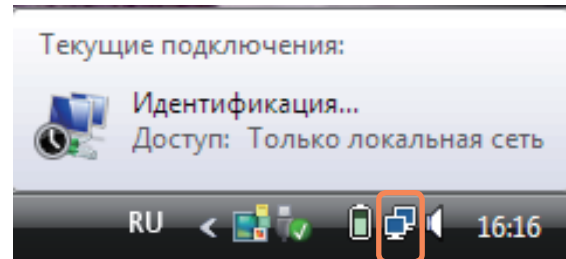 Текущие подключения:
Идентификация...
Доступ: Только локальная сеть
RU < 16:16